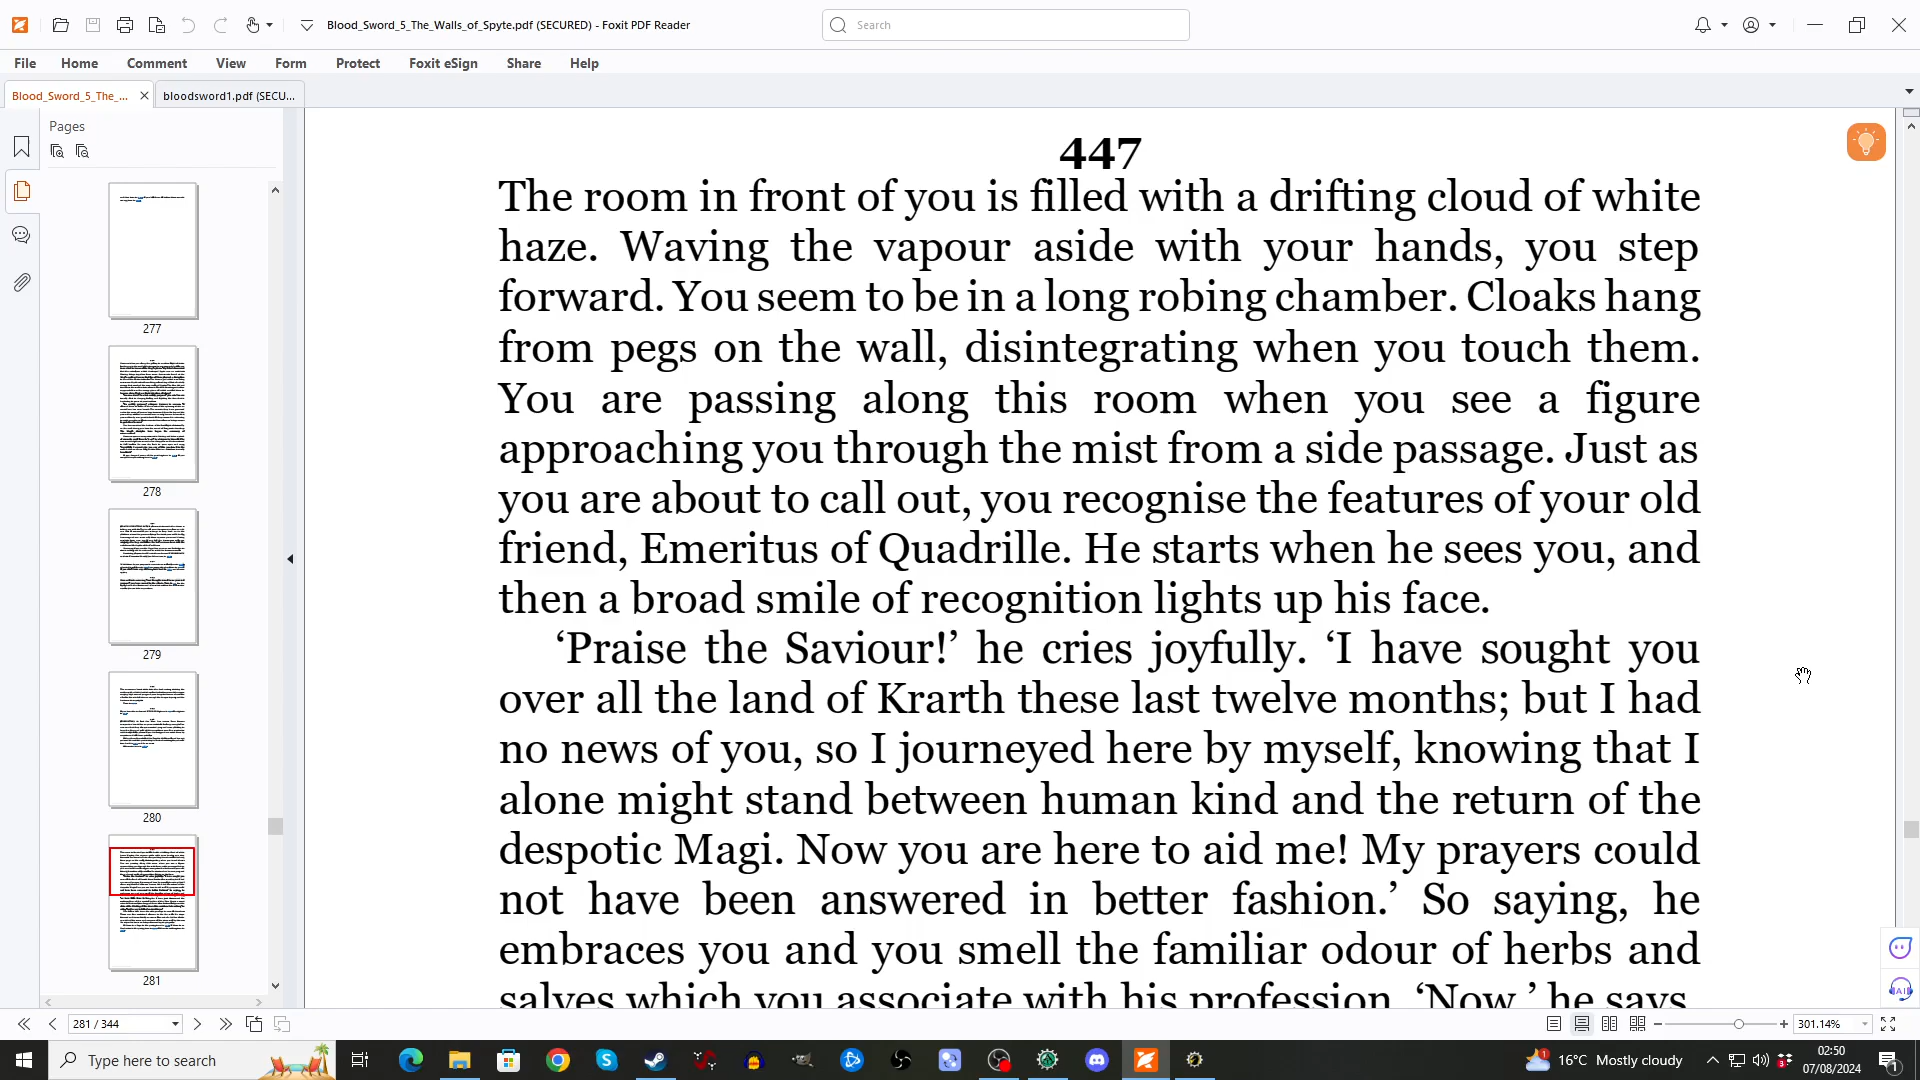 Blood_Sword_5_The_Walls_of_Spyte.pdf (SECURED) - Foxit PDF Reader
Search
File Home Comment View Form Protect Foxit eSign Share Help
Blood_Sword_5_The_... bloodsword1.pdf (SECU...
Pages
277
278
279
280
281
447
The room in front of you is filled with a drifting cloud of white
haze. Waving the vapour aside with your hands, you step
forward. You seem to be in a long robing chamber. Cloaks hang
from pegs on the wall, disintegrating when you touch them.
You are passing along this room when you see a figure
approaching you through the mist from a side passage. Just as
you are about to call out, you recognise the features of your old
friend, Emeritus of Quadrille. He starts when he sees you, and
then a broad smile of recognition lights up his face.
‘Praise the Saviour!’ he cries joyfully. ‘I have sought you
over all the land of Krarth these last twelve months; but I had
no news of you, so I journeyed here by myself, knowing that I
alone might stand between human kind and the return of the
despotic Magi. Now you are here to aid me! My prayers could
not have been answered in better fashion.’ So saying, he
embraces you and you smell the familiar odour of herbs and
salves which you associate with his profession. ‘Now,’ he says,
281 / 344
301.14%
Type here to search
16°C Mostly cloudy
02:50
07/08/2024